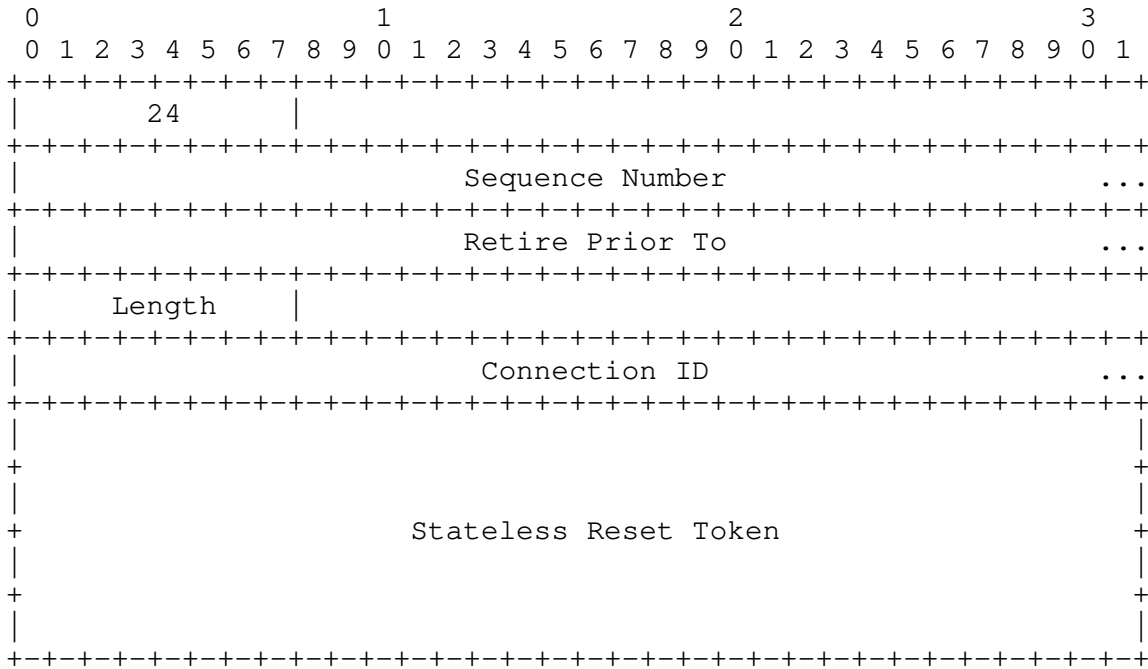 0                   1                   2                   3
 0 1 2 3 4 5 6 7 8 9 0 1 2 3 4 5 6 7 8 9 0 1 2 3 4 5 6 7 8 9 0 1
+-+-+-+-+-+-+-+-+-+-+-+-+-+-+-+-+-+-+-+-+-+-+-+-+-+-+-+-+-+-+-+-+
|       24      |
+-+-+-+-+-+-+-+-+-+-+-+-+-+-+-+-+-+-+-+-+-+-+-+-+-+-+-+-+-+-+-+-+
|                         Sequence Number                     ...
+-+-+-+-+-+-+-+-+-+-+-+-+-+-+-+-+-+-+-+-+-+-+-+-+-+-+-+-+-+-+-+-+
|                         Retire Prior To                     ...
+-+-+-+-+-+-+-+-+-+-+-+-+-+-+-+-+-+-+-+-+-+-+-+-+-+-+-+-+-+-+-+-+
|     Length    |
+-+-+-+-+-+-+-+-+-+-+-+-+-+-+-+-+-+-+-+-+-+-+-+-+-+-+-+-+-+-+-+-+
|                          Connection ID                      ...
+-+-+-+-+-+-+-+-+-+-+-+-+-+-+-+-+-+-+-+-+-+-+-+-+-+-+-+-+-+-+-+-+
|                                                               |
+                                                               +
|                                                               |
+                      Stateless Reset Token                    +
|                                                               |
+                                                               +
|                                                               |
+-+-+-+-+-+-+-+-+-+-+-+-+-+-+-+-+-+-+-+-+-+-+-+-+-+-+-+-+-+-+-+-+